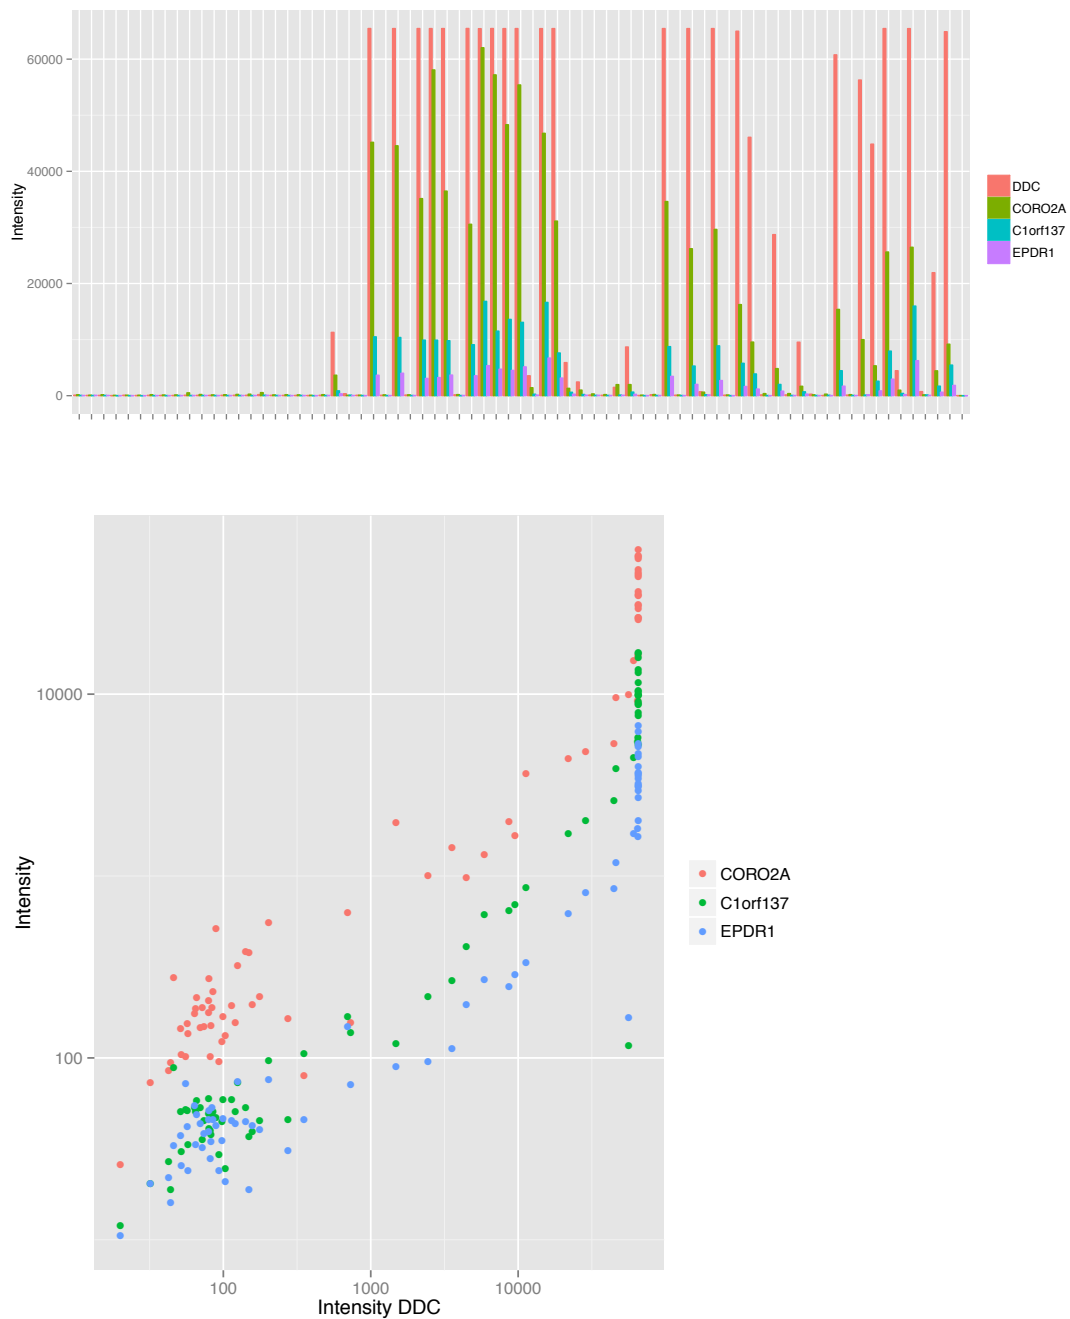 60000
40000
20000
0
Intensity
DDC
CORO2A
C1orf137
EPDR1
10000
100
Intensity
100
1000
10000
Intensity DDC
CORO2A
C1orf137
EPDR1